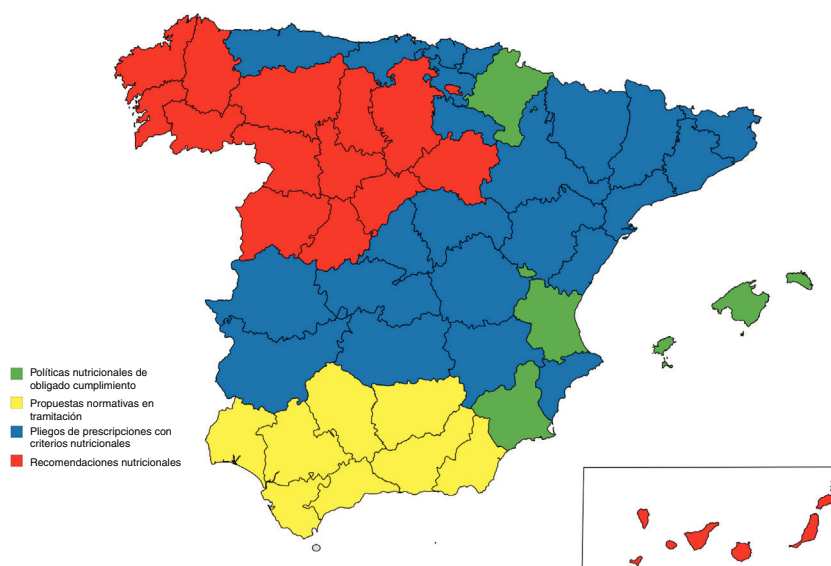 Políticas nutricionales de
obligado cumplimiento
Propuestas normativas en
tramitación
Pliegos de prescripciones con
criterios nutricionales
Recomendaciones nutricionales